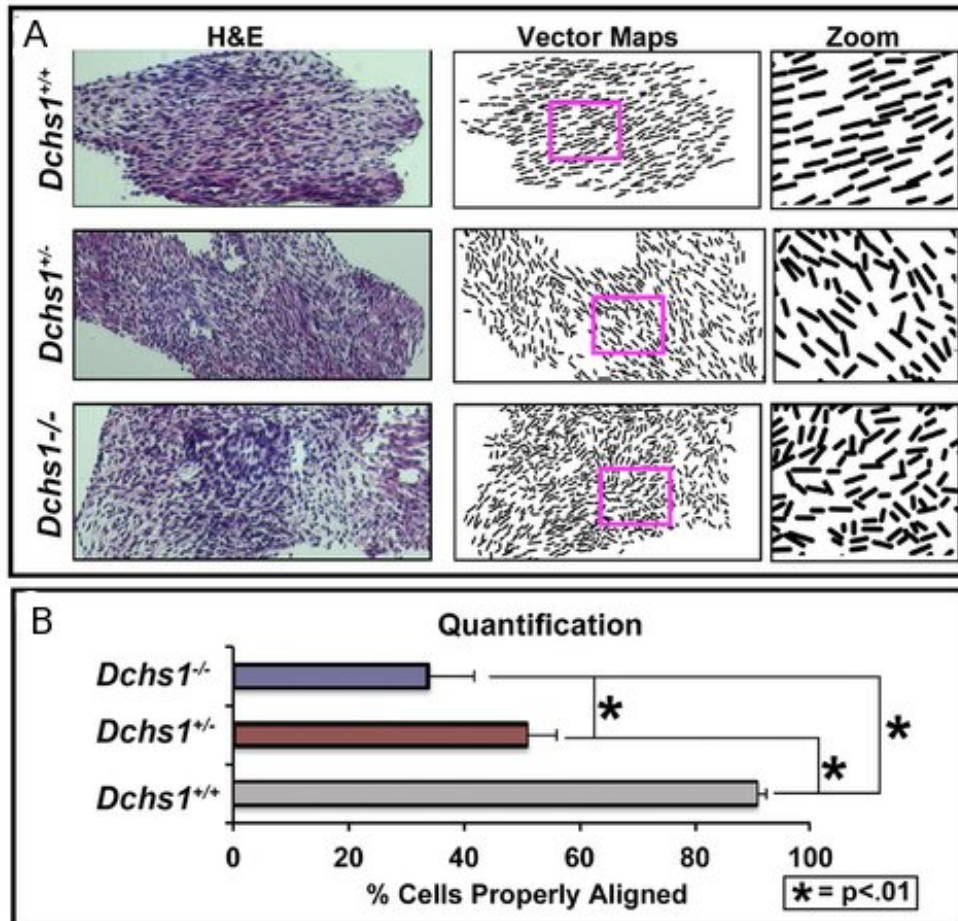 A
H&E Vector Maps Zoom
Dchs1+/+
Dchs1+/-
Dchs1-/-
B
Quantification
Dchs1-/-
Dchs1+/-
Dchs1+/+
*
*
*
0 20 40 60 80 100
% Cells Properly Aligned
* = p<.01